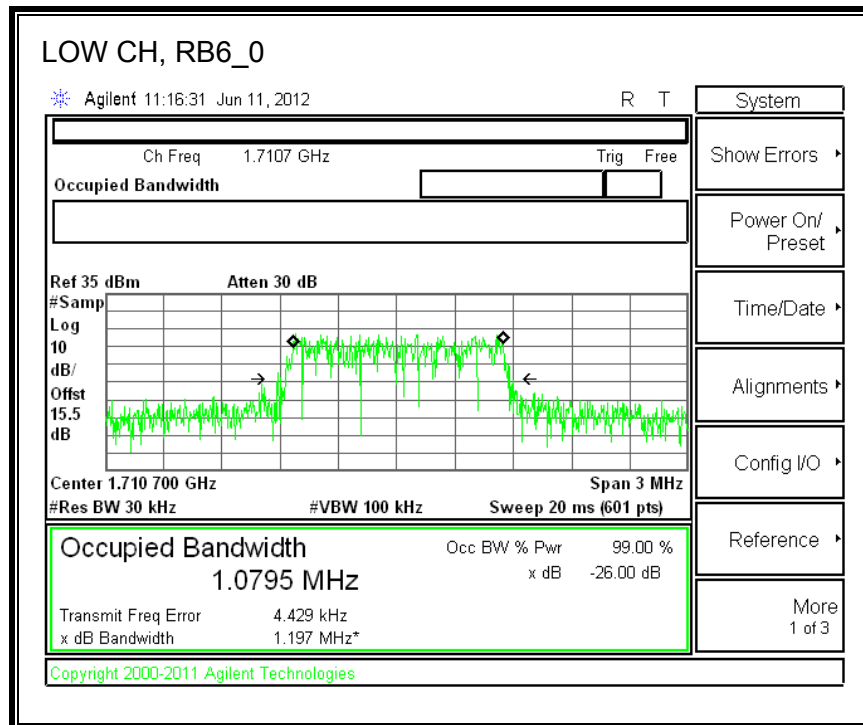 LOW CH, RB6_0
Agilent 11:16:31 Jun 11, 2012 R T
Ch Freq 1.7107 GHz Trig Free
Occupied Bandwidth
Ref 35 dBm Atten 30 dB
#Samp
Log
10
dB/
Offst
15.5
dB
Center 1.710 700 GHz Span 3 MHz
#Res BW 30 kHz #VBW 100 kHz Sweep 20 ms (601 pts)
Occupied Bandwidth Occ BW % Pwr 99.00 %
1.0795 MHz x dB -26.00 dB
Transmit Freq Error 4.429 kHz
x dB Bandwidth 1.197 MHz*
Copyright 2000-2011 Agilent Technologies
System
Show Errors
Power On/
Preset
Time/Date
Alignments
Config I/O
Reference
More
1 of 3